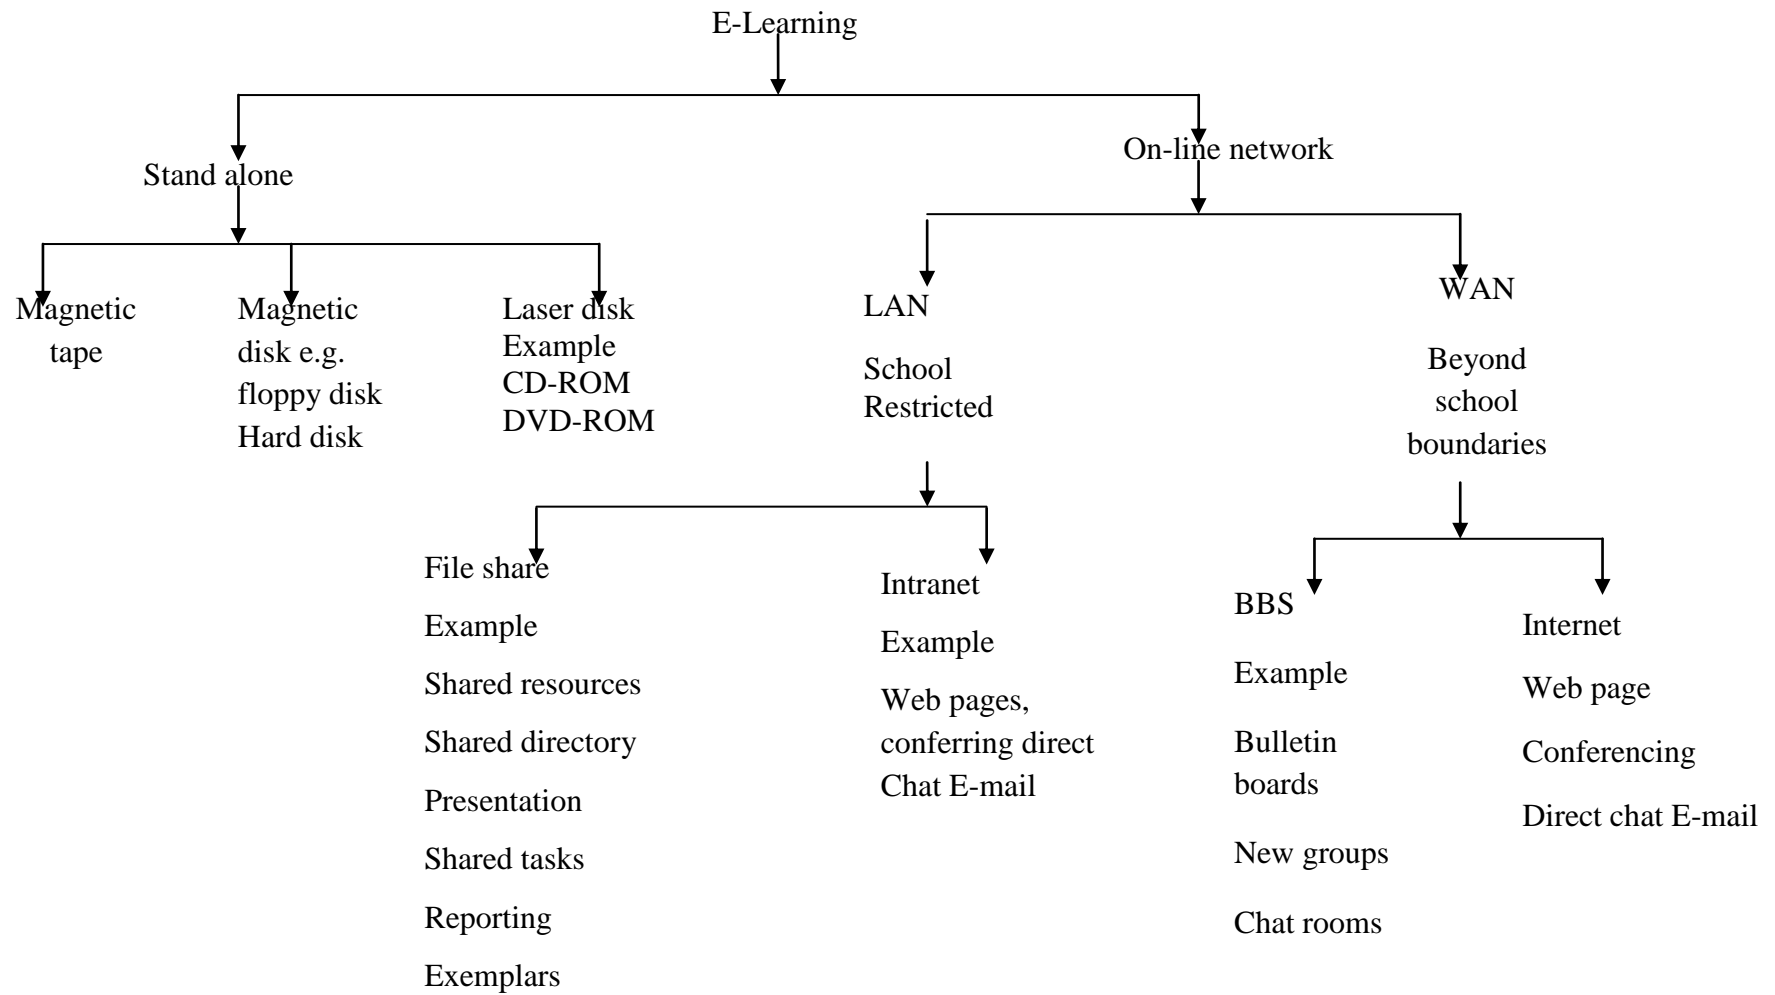 E-Learning
Stand alone
On-line network
Magnetic
tape
Magnetic
disk e.g.
floppy disk
Hard disk
Laser disk
Example
CD-ROM
DVD-ROM
LAN
School
Restricted
WAN
Beyond
school
boundaries
File share
Example
Shared resources
Shared directory
Presentation
Shared tasks
Reporting
Exemplars
Intranet
Example
Web pages,
conferring direct
Chat E-mail
BBS
Example
Bulletin
boards
New groups
Chat rooms
Internet
Web page
Conferencing
Direct chat E-mail